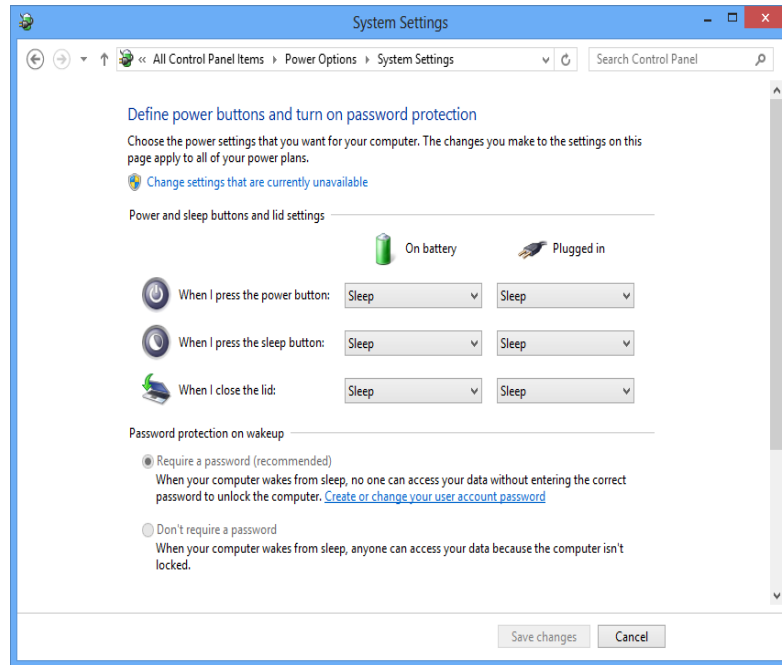 System Settings
« All Control Panel Items Power Options System Settings
Search Control Panel
Define power buttons and turn on password protection
Choose the power settings that you want for your computer. The changes you make to the settings on this
page apply to all of your power plans.
Change settings that are currently unavailable
Power and sleep buttons and lid settings
On battery Plugged in
When I press the power button: Sleep Sleep
When I press the sleep button: Sleep Sleep
When I close the lid: Sleep Sleep
Password protection on wakeup
Require a password (recommended)
When your computer wakes from sleep, no one can access your data without entering the correct
password to unlock the computer. Create or change your user account password
Don't require a password
When your computer wakes from sleep, anyone can access your data because the computer isn't
locked.
Save changes Cancel